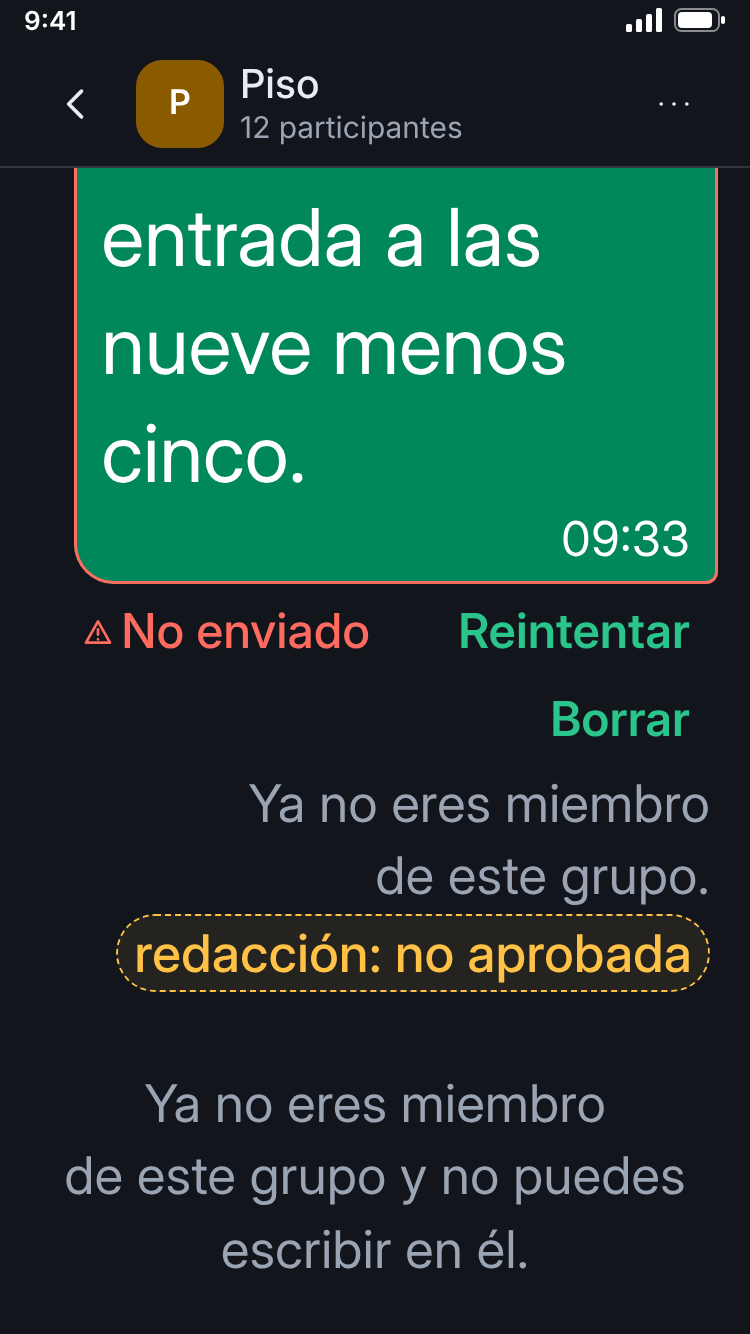 9:41
P
Piso
12 participantes
...
entrada a las
nueve menos
cinco.
09:33
No enviado
Reintentar
Borrar
Ya no eres miembro
de este grupo.
redacción: no aprobada
Ya no eres miembro
de este grupo y no puedes
escribir en él.